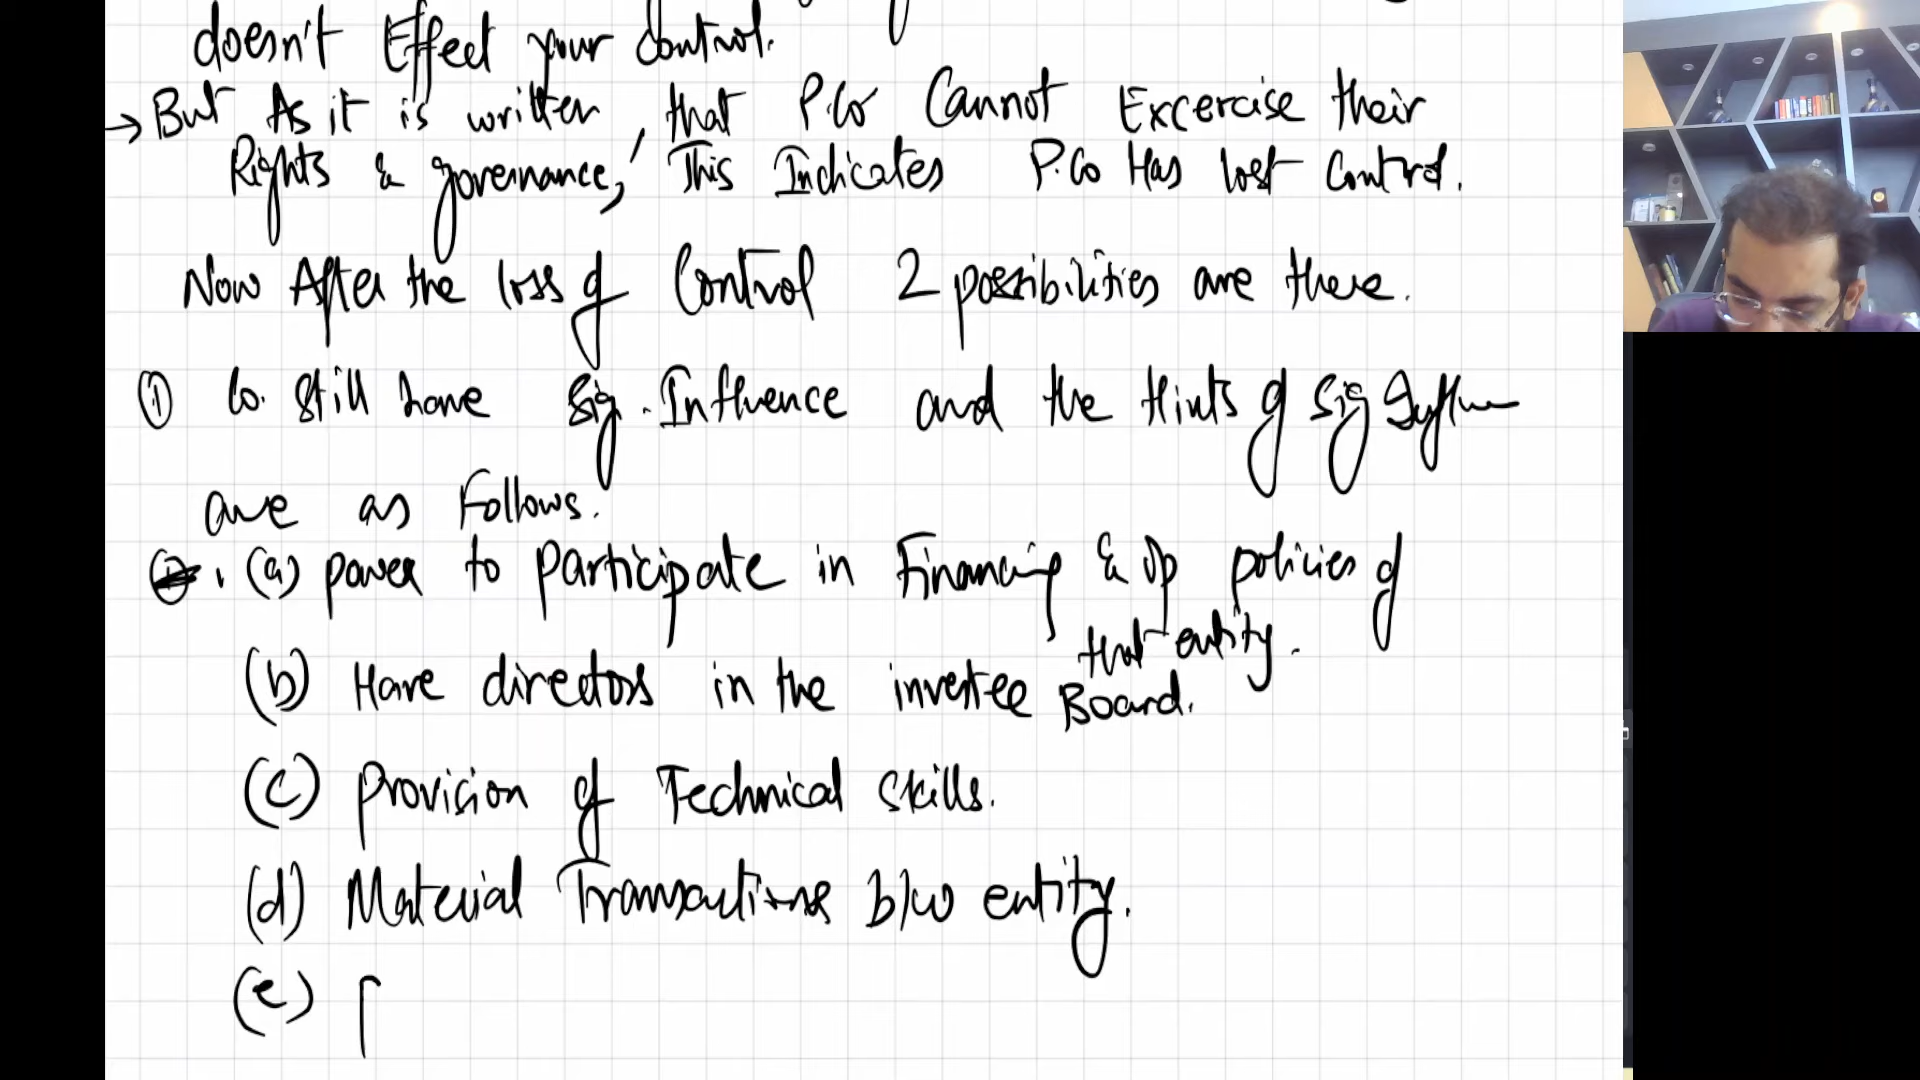 doesn't Effect your Control.
→ But As it is written, that P.Co Cannot Excercise their
Rights & governance, This Indicates P.Co Has lost Control.
Now After the loss of Control 2 possibilities are there.
① Co. still have sig. Influence and the Hints of sig Influe
are as Follows.
(a) power to participate in Financing & Op policies of
that entity.
(b) Have directors in the investee Board.
(c) Provision of Technical Skills.
(d) Material Transactions b/w entity.
(e)